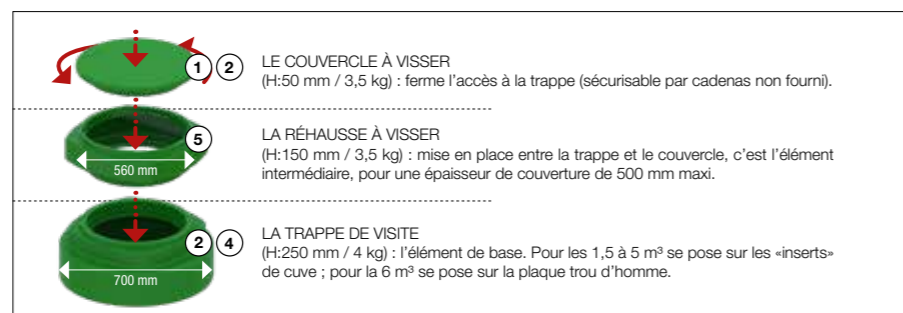 1 2
LE COUVERCLE À VISSER
(H:50 mm / 3,5 kg) : ferme l’accès à la trappe (sécurisable par cadenas non fourni).
5
560 mm
LA RÉHAUSSE À VISSER
(H:150 mm / 3,5 kg) : mise en place entre la trappe et le couvercle, c’est l’élément
intermédiaire, pour une épaisseur de couverture de 500 mm maxi.
2 4
700 mm
LA TRAPPE DE VISITE
(H:250 mm / 4 kg) : l’élément de base. Pour les 1,5 à 5 m³ se pose sur les «inserts»
de cuve ; pour la 6 m³ se pose sur la plaque trou d’homme.